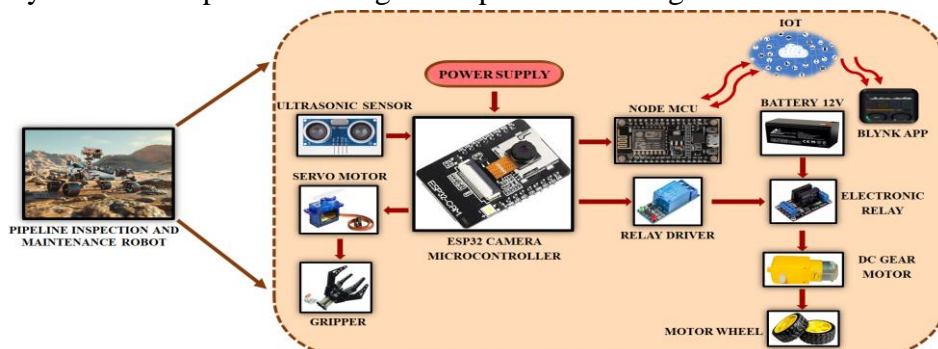 IOT
POWER SUPPLY
ULTRASONIC SENSOR
NODE MCU
BATTERY 12V
BLYNK APP
SERVO MOTOR
ESP32-CAM
ELECTRONIC
RELAY
PIPELINE INSPECTION AND
MAINTENANCE ROBOT
ESP32 CAMERA
MICROCONTROLLER
RELAY DRIVER
DC GEAR
MOTOR
GRIPPER
MOTOR WHEEL